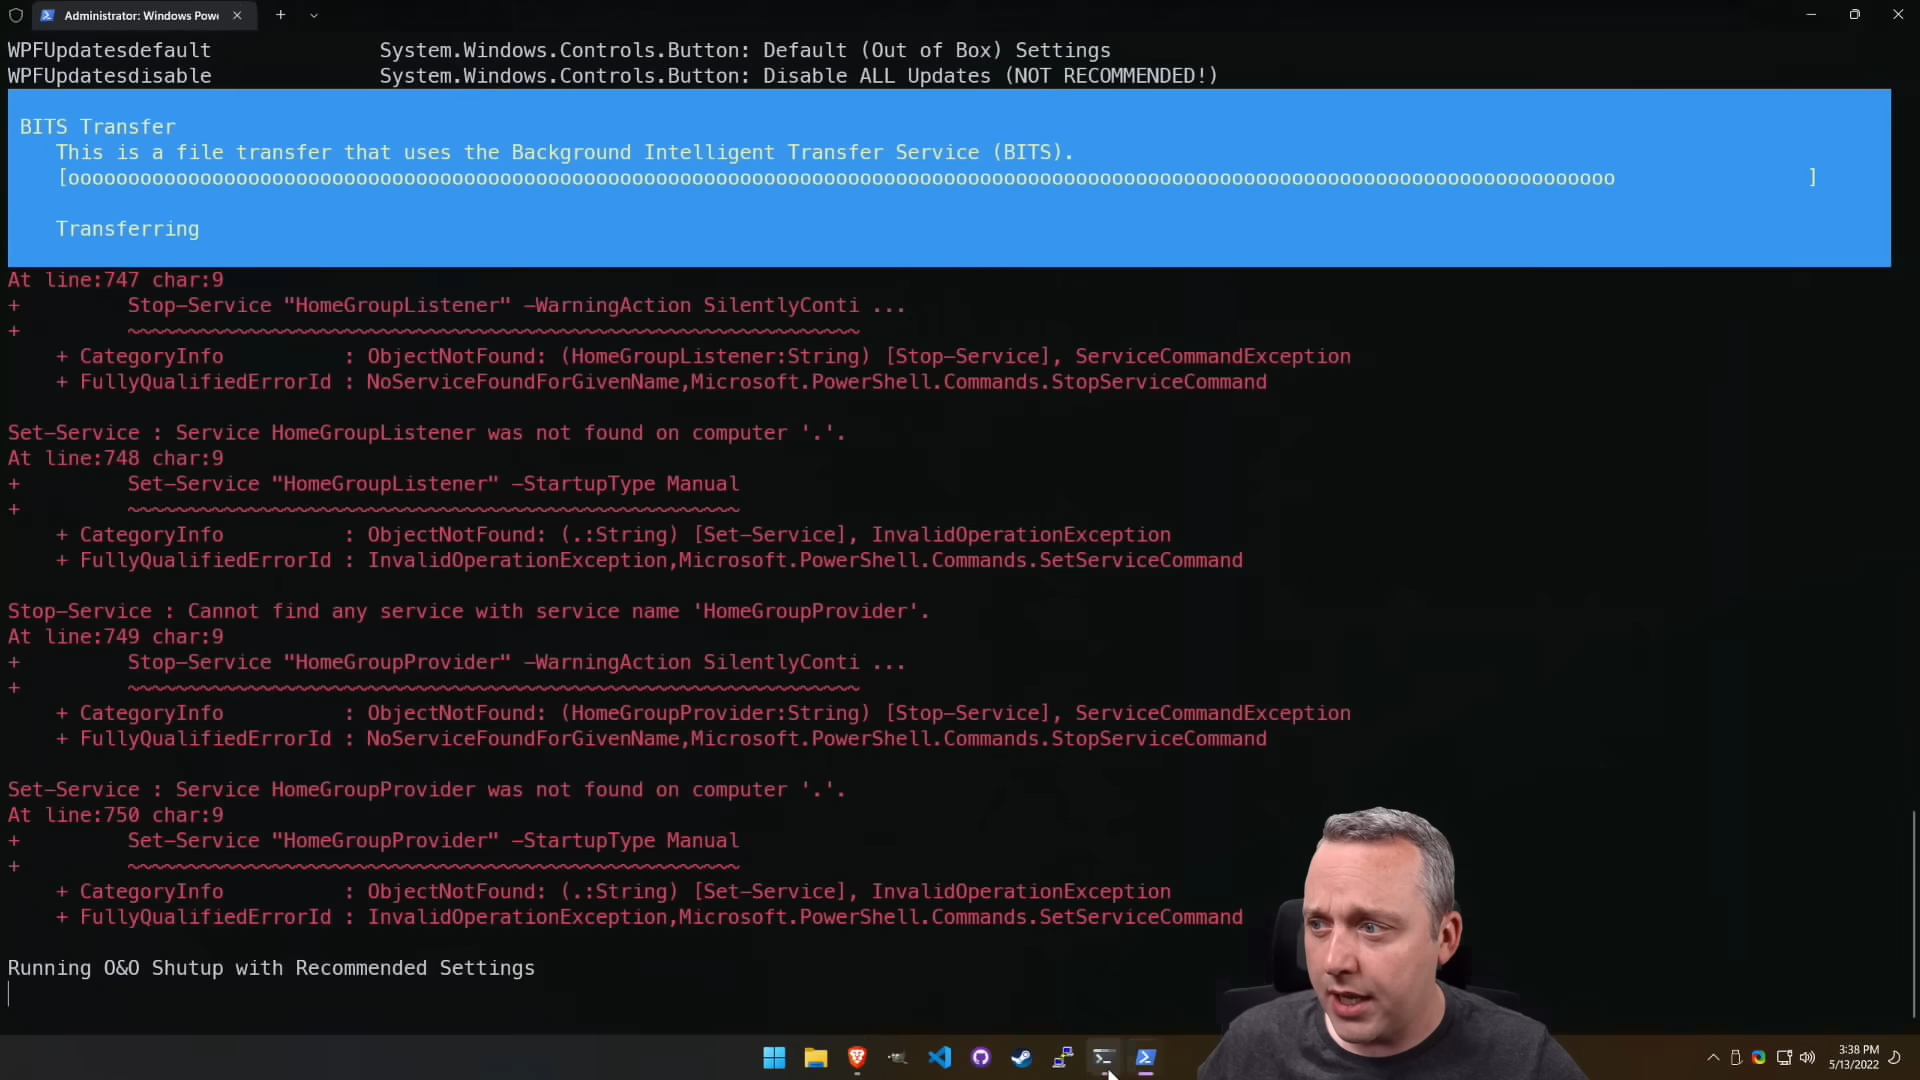 Administrator: Windows Powe
WPFUpdatesdefault System.Windows.Controls.Button: Default (Out of Box) Settings
WPFUpdatesdisable System.Windows.Controls.Button: Disable ALL Updates (NOT RECOMMENDED!)
BITS Transfer
This is a file transfer that uses the Background Intelligent Transfer Service (BITS).
[ooooooooooooooooooooooooooooooooooooooooooooooooooooooooooooooooooooooooooooooooooooooooooooooooooooooooooooooooooooooooooooooooo ]
Transferring
At line:747 char:9
+ Stop-Service "HomeGroupListener" -WarningAction SilentlyConti ...
+ ~~~~~~~~~~~~~~~~~~~~~~~~~~~~~~~~~~~~~~~~~~~~~~~~~~~~~~~~~~~~~
+ CategoryInfo : ObjectNotFound: (HomeGroupListener:String) [Stop-Service], ServiceCommandException
+ FullyQualifiedErrorId : NoServiceFoundForGivenName,Microsoft.PowerShell.Commands.StopServiceCommand
Set-Service : Service HomeGroupListener was not found on computer '.'.
At line:748 char:9
+ Set-Service "HomeGroupListener" -StartupType Manual
+ ~~~~~~~~~~~~~~~~~~~~~~~~~~~~~~~~~~~~~~~~~~~~~~~~~~~
+ CategoryInfo : ObjectNotFound: (.:String) [Set-Service], InvalidOperationException
+ FullyQualifiedErrorId : InvalidOperationException,Microsoft.PowerShell.Commands.SetServiceCommand
Stop-Service : Cannot find any service with service name 'HomeGroupProvider'.
At line:749 char:9
+ Stop-Service "HomeGroupProvider" -WarningAction SilentlyConti ...
+ ~~~~~~~~~~~~~~~~~~~~~~~~~~~~~~~~~~~~~~~~~~~~~~~~~~~~~~~~~~~~~
+ CategoryInfo : ObjectNotFound: (HomeGroupProvider:String) [Stop-Service], ServiceCommandException
+ FullyQualifiedErrorId : NoServiceFoundForGivenName,Microsoft.PowerShell.Commands.StopServiceCommand
Set-Service : Service HomeGroupProvider was not found on computer '.'.
At line:750 char:9
+ Set-Service "HomeGroupProvider" -StartupType Manual
+ ~~~~~~~~~~~~~~~~~~~~~~~~~~~~~~~~~~~~~~~~~~~~~~~~~~~
+ CategoryInfo : ObjectNotFound: (.:String) [Set-Service], InvalidOperationException
+ FullyQualifiedErrorId : InvalidOperationException,Microsoft.PowerShell.Commands.SetServiceCommand
Running O&O Shutup with Recommended Settings
3:38 PM
5/13/2022